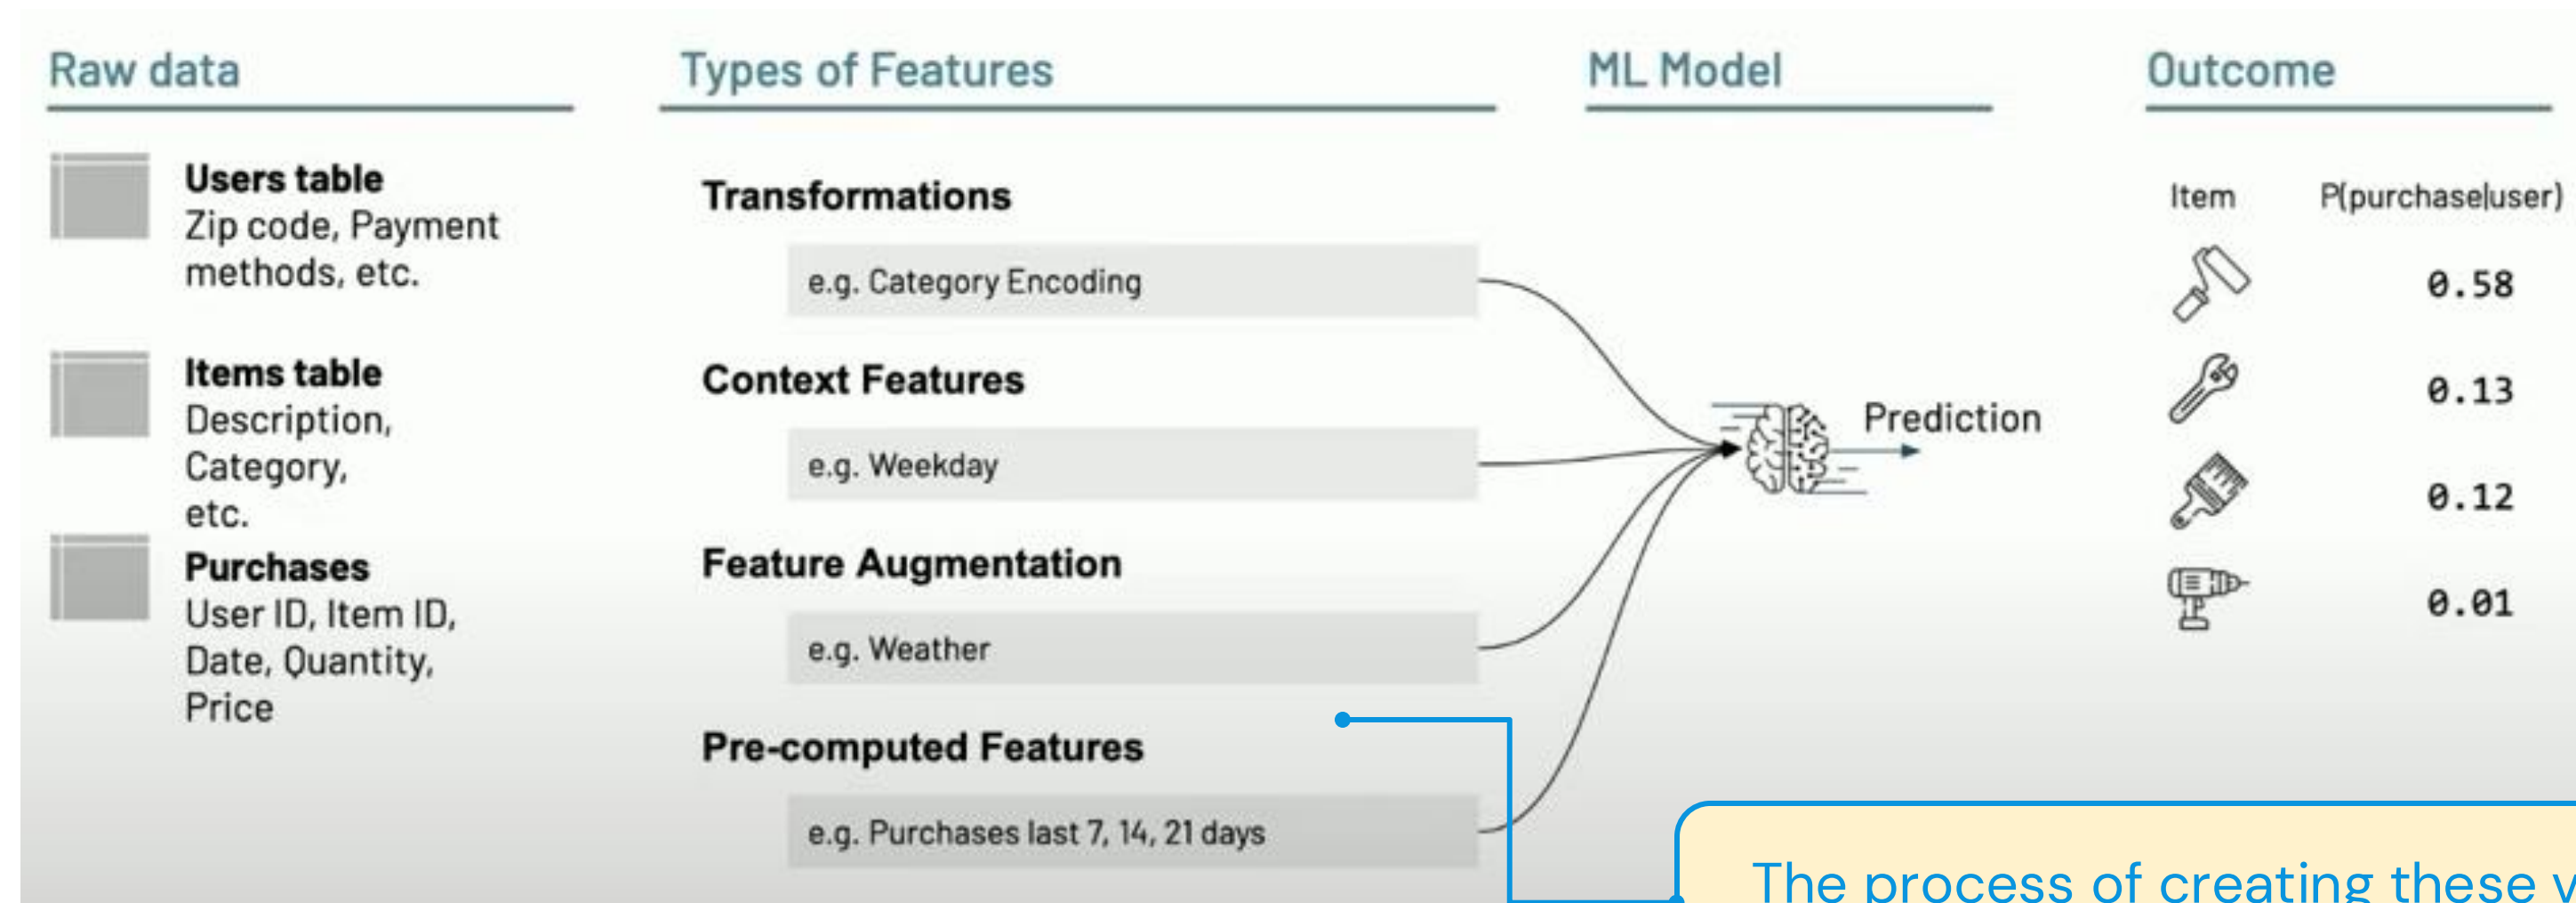 Raw data
Users table
Zip code, Payment
methods, etc.
Items table
Description,
Category,
etc.
Purchases
User ID, Item ID,
Date, Quantity,
Price
Types of Features
Transformations
e.g. Category Encoding
Context Features
e.g. Weekday
Feature Augmentation
e.g. Weather
Pre-computed Features
e.g. Purchases last 7, 14, 21 days
ML Model
Prediction
Outcome
Item P(purchase|user)
0.58
0.13
0.12
0.01
The process of creating these